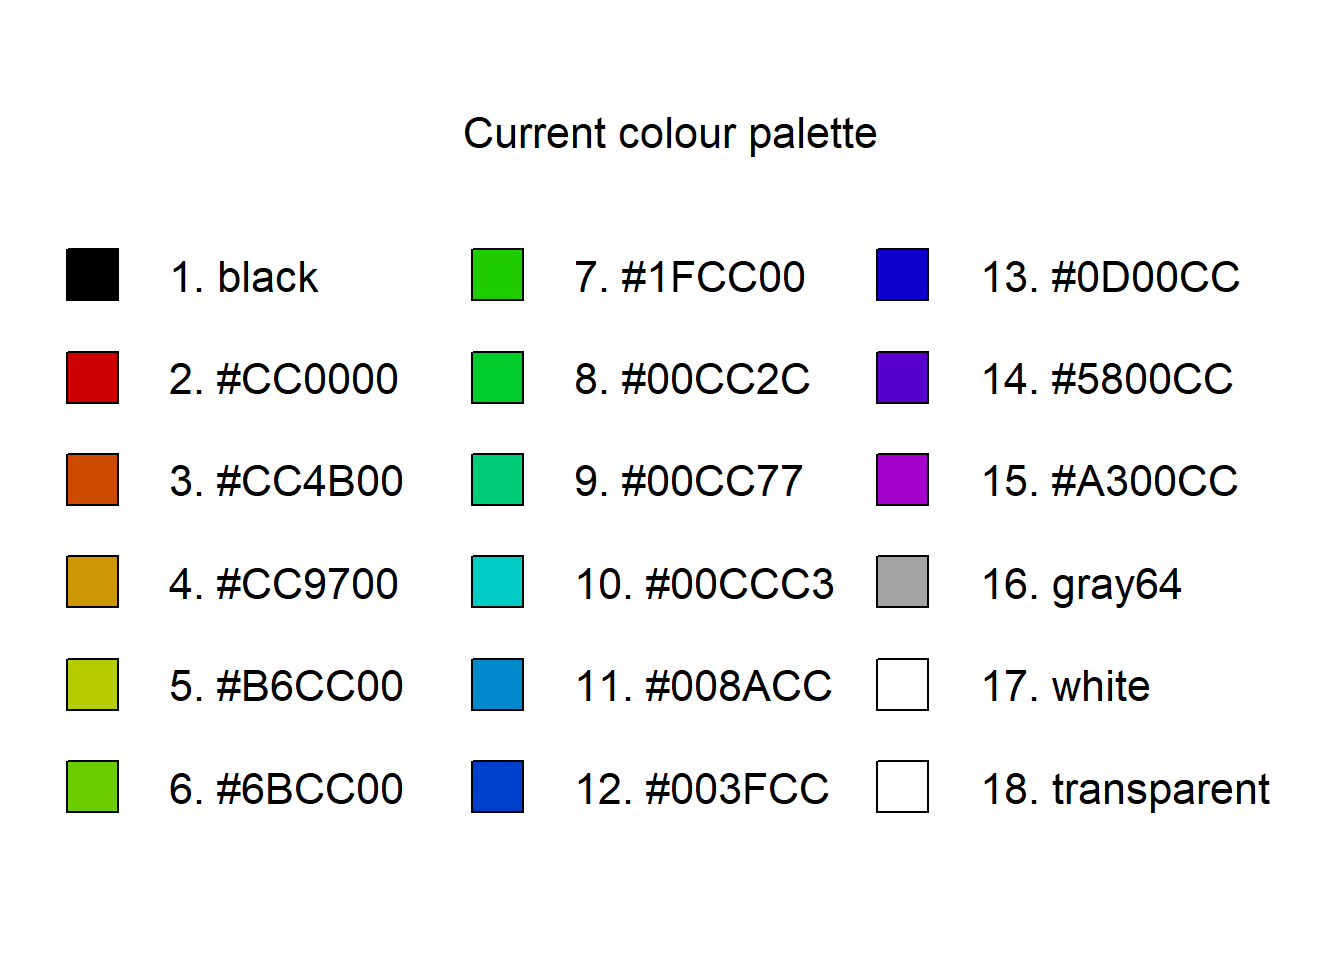 Current colour palette
1. black
2. #CC0000
3. #CC4B00
4. #CC9700
5. #B6CC00
6. #6BCC00
7. #1FCC00
8. #00CC2C
9. #00CC77
10. #00CCC3
11. #008ACC
12. #003FCC
13. #0D00CC
14. #5800CC
15. #A300CC
16. gray64
17. white
18. transparent